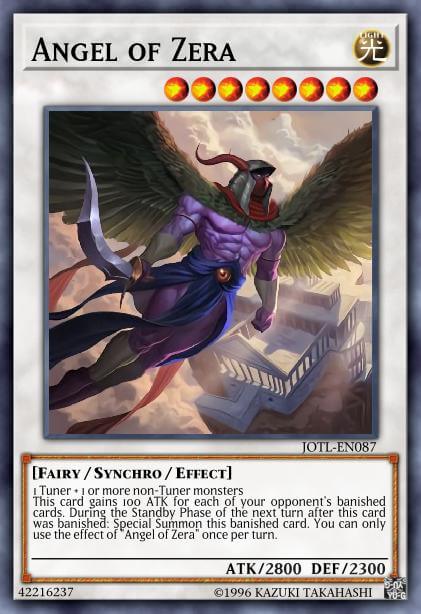 ANGEL OF ZERA
LIGHT
光
JOTL-EN087
[FAIRY / SYNCHRO / EFFECT]
1 Tuner + 1 or more non-Tuner monsters
This card gains 100 ATK for each of your opponent's banished
cards. During the Standby Phase of the next turn after this card
was banished: Special Summon this banished card. You can only
use the effect of "Angel of Zera" once per turn.
ATK/2800 DEF/2300
42216237
©1996 KAZUKI TAKAHASHI